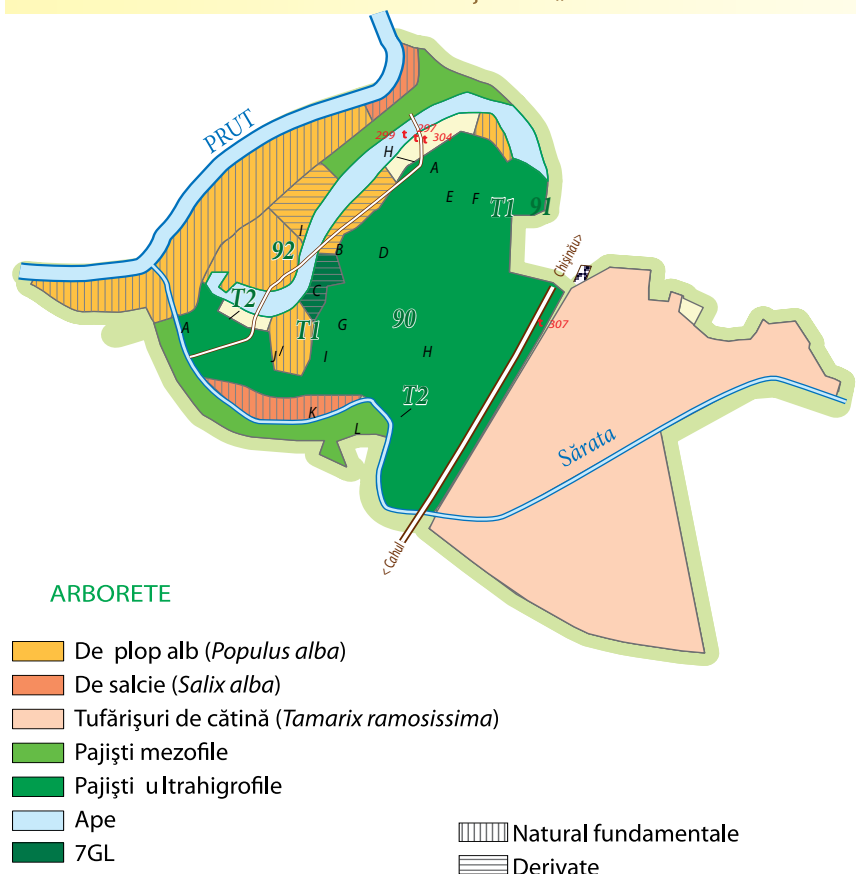 PRUT
299 t 297
t t 304
H
A
E F
T1 91
I
92
B
D
Chişinău>
C
T2
A
T1
G
90
t 307
J
I
H
K
T2
L
Sărata
< Cahul
ARBORETE
De plop alb (Populus alba)
De salcie (Salix alba)
Tufărişuri de cătină (Tamarix ramosissima)
Pajişti mezofile
Pajişti ultrahigrofile
Ape
7GL
Natural fundamentale
Derivate